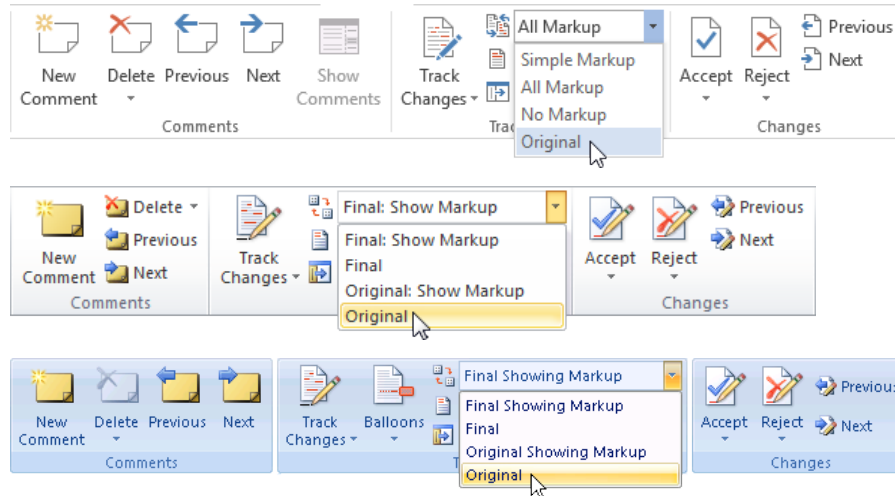 All Markup
Previous
Next
New Comment
Delete
Previous
Next
Show Comments
Track Changes
Simple Markup
All Markup
No Markup
Original
Accept
Reject
Comments
Changes
Final: Show Markup
Delete
Previous
Next
New Comment
Track Changes
Final: Show Markup
Final
Original: Show Markup
Original
Accept
Reject
Previous
Next
Comments
Changes
Final Showing Markup
New Comment
Delete
Previous
Next
Track Changes
Balloons
Final Showing Markup
Final
Original Showing Markup
Original
Accept
Reject
Next
Comments
Changes